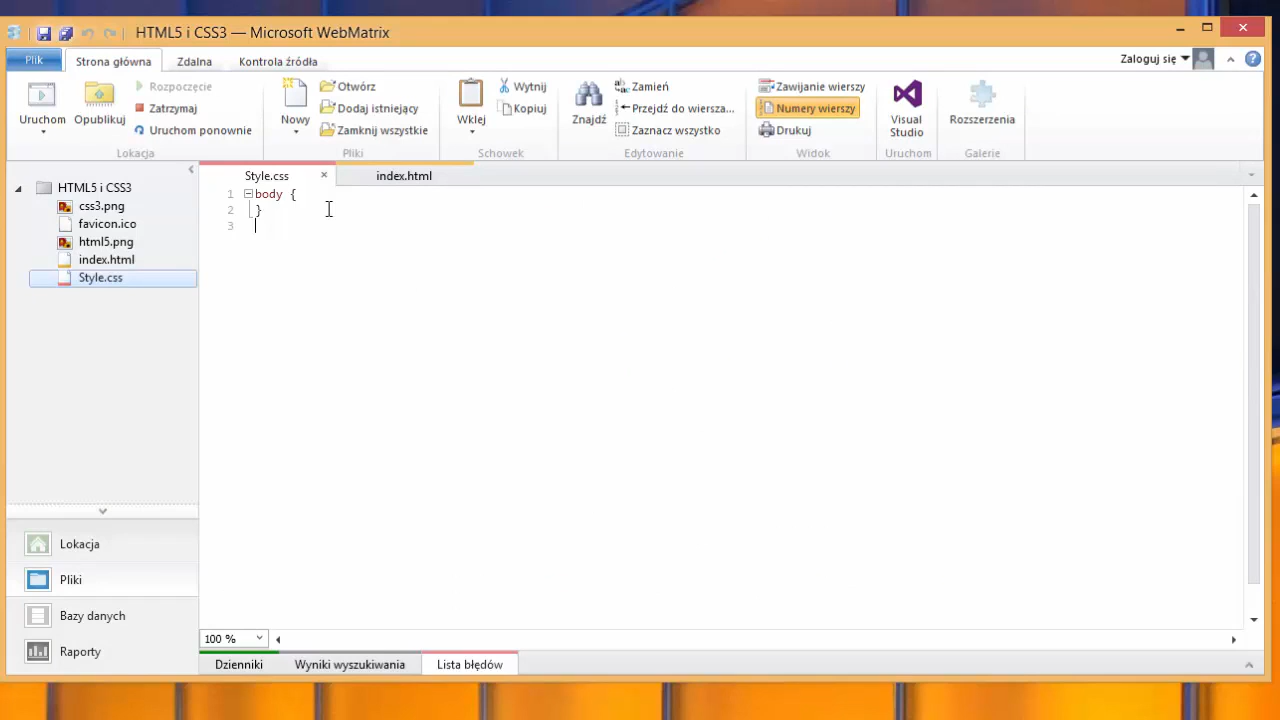 HTML5 i CSS3 — Microsoft WebMatrix
Plik
Strona główna
Zdalna
Kontrola źródła
Zaloguj się
Uruchom
Opublikuj
Rozpoczęcie
Zatrzymaj
Uruchom ponownie
Lokacja
Nowy
Otwórz
Dodaj istniejący
Zamknij wszystkie
Pliki
Wklej
Wytnij
Kopiuj
Schowek
Znajdź
Zamień
Przejdź do wiersza...
Zaznacz wszystko
Edytowanie
Zawijanie wierszy
Numery wierszy
Drukuj
Widok
Visual
Studio
Uruchom
Rozszerzenia
Galerie
HTML5 i CSS3
css3.png
favicon.ico
html5.png
index.html
Style.css
Style.css
index.html
1 body {
2 }
3
Lokacja
Pliki
Bazy danych
Raporty
100 %
Dzienniki
Wyniki wyszukiwania
Lista błędów